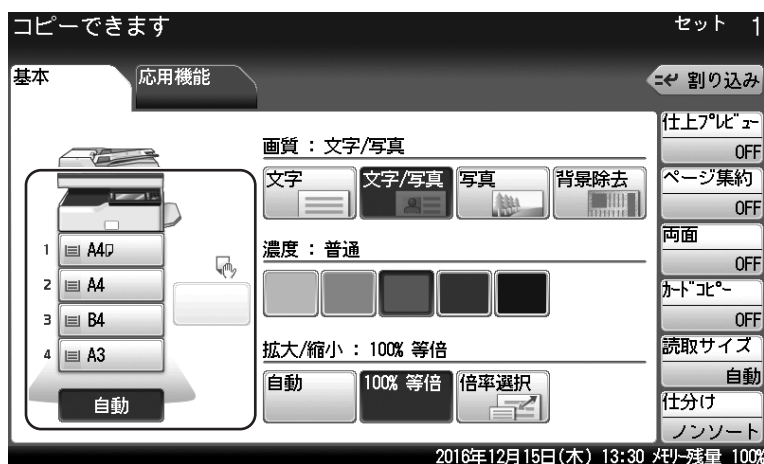 コピーできます
セット 1
基本
応用機能
割り込み
画質 : 文字/写真
文字
文字/写真
写真
背景除去
1 A4
2 A4
3 B4
4 A3
自動
濃度 : 普通
拡大/縮小 : 100% 等倍
自動
100% 等倍
倍率選択
仕上プレビュー
OFF
ページ集約
OFF
両面
OFF
カードコピー
OFF
読取サイズ
自動
仕分け
ノンソート
2016年12月15日(木) 13:30 メモリー残量 100%